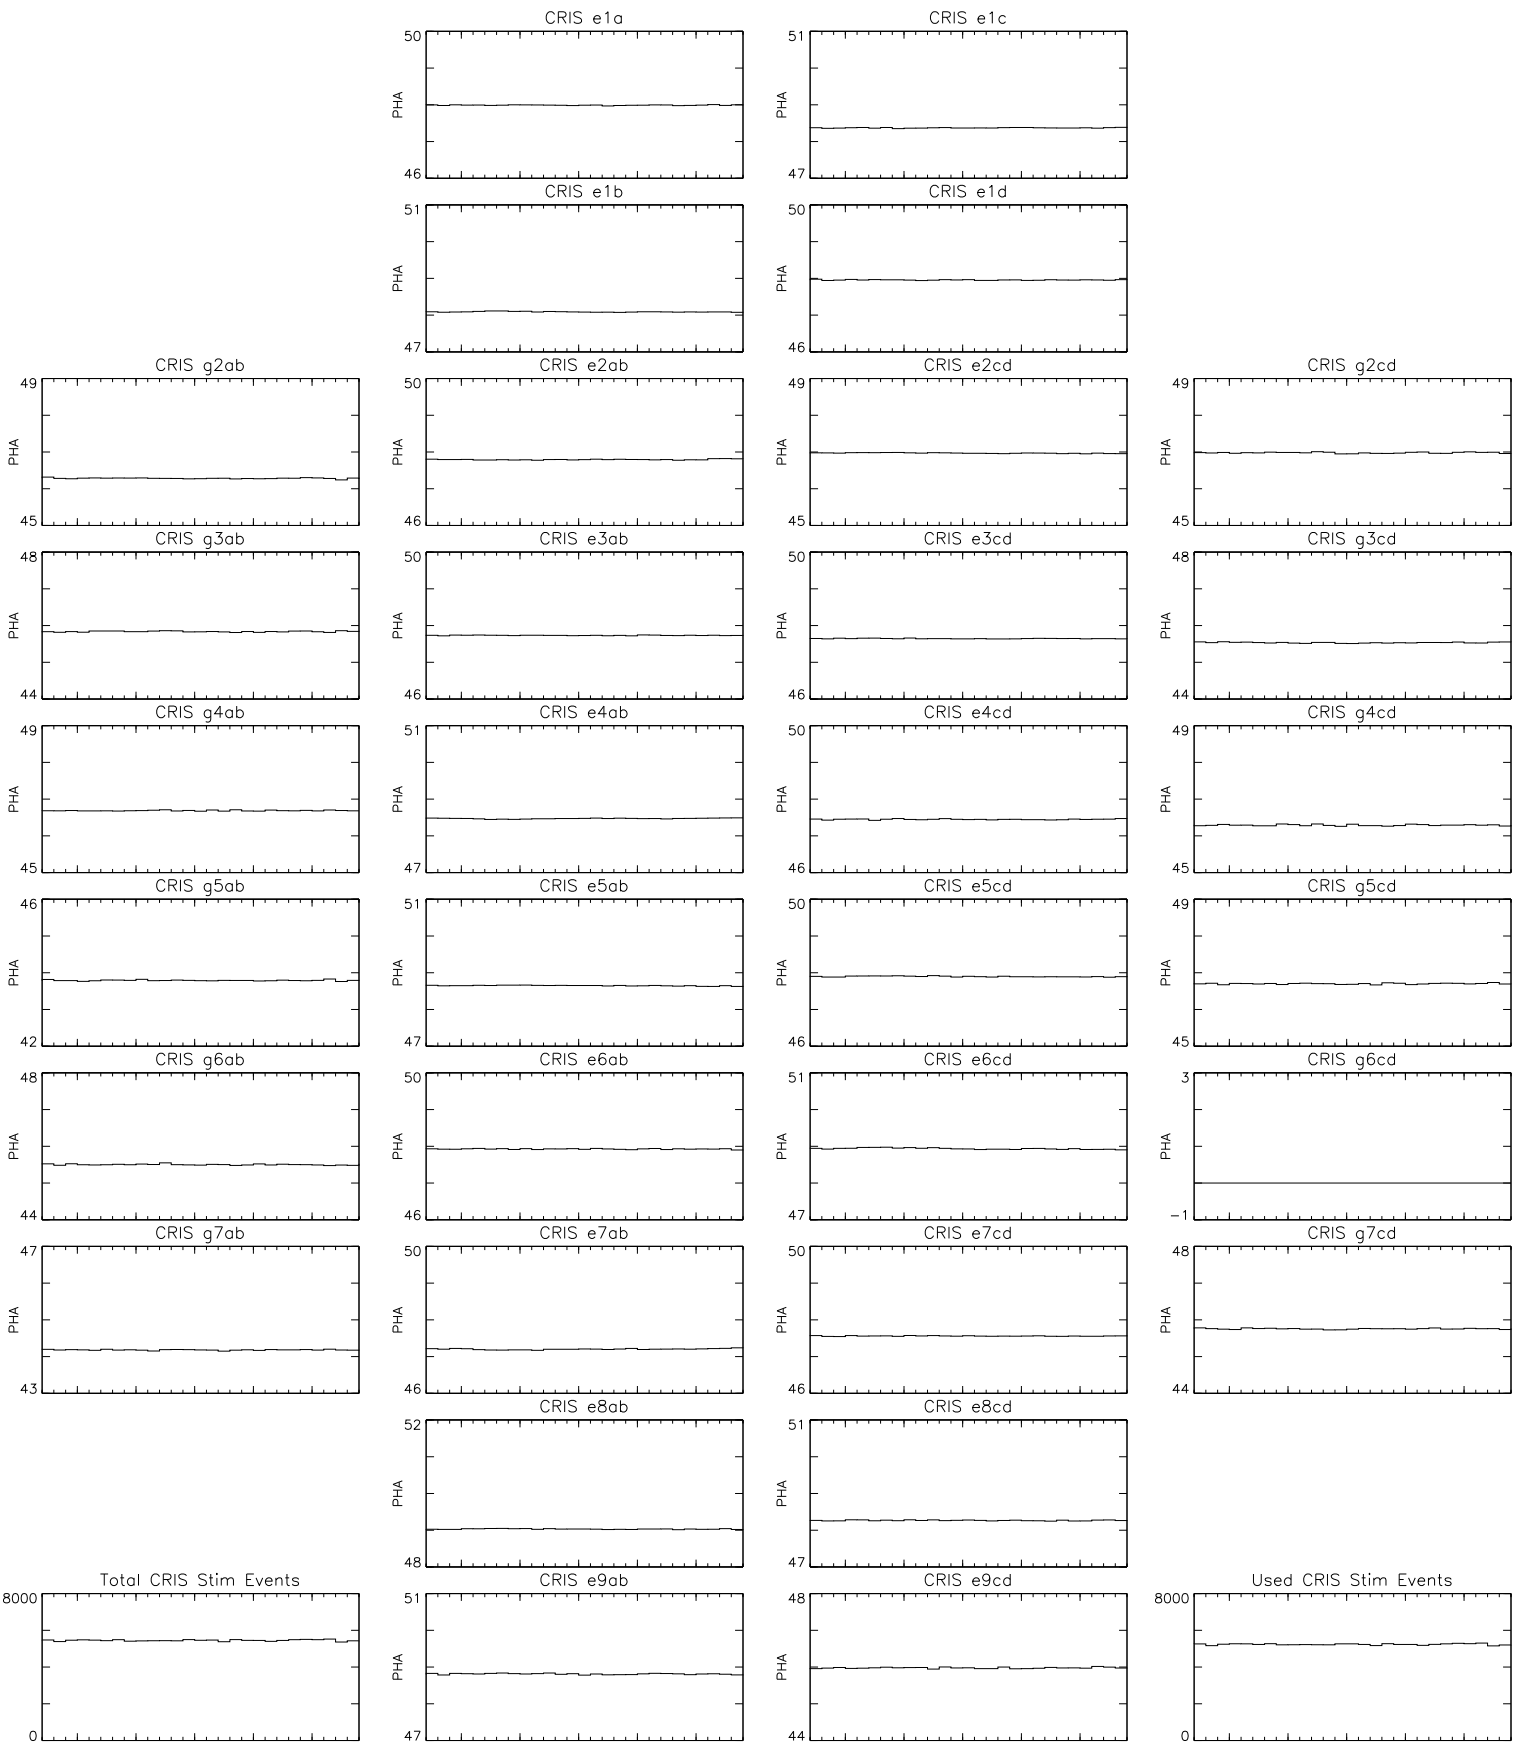 CRIS e1a
CRIS e1c
50
PHA
46
51
PHA
47
CRIS e1b
CRIS e1d
51
PHA
47
50
PHA
46
CRIS g2ab
CRIS e2ab
CRIS e2cd
CRIS g2cd
49
PHA
45
50
PHA
46
49
PHA
45
49
PHA
45
CRIS g3ab
CRIS e3ab
CRIS e3cd
CRIS g3cd
48
PHA
44
50
PHA
46
50
PHA
46
48
PHA
44
CRIS g4ab
CRIS e4ab
CRIS e4cd
CRIS g4cd
49
PHA
45
51
PHA
47
50
PHA
46
49
PHA
45
CRIS g5ab
CRIS e5ab
CRIS e5cd
CRIS g5cd
46
PHA
42
51
PHA
47
50
PHA
46
49
PHA
45
CRIS g6ab
CRIS e6ab
CRIS e6cd
CRIS g6cd
48
PHA
44
50
PHA
46
51
PHA
47
3
PHA
-1
CRIS g7ab
CRIS e7ab
CRIS e7cd
CRIS g7cd
47
PHA
43
50
PHA
46
50
PHA
46
48
PHA
44
CRIS e8ab
CRIS e8cd
52
PHA
48
51
PHA
47
Total CRIS Stim Events
CRIS e9ab
CRIS e9cd
Used CRIS Stim Events
8000
0
51
PHA
47
48
PHA
44
8000
0